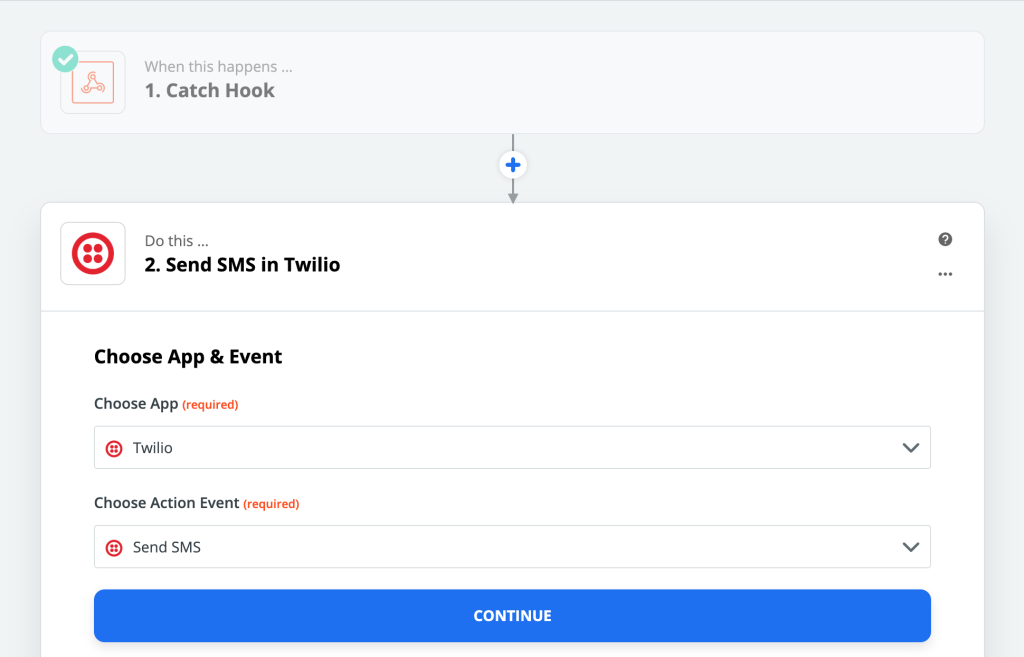 When this happens ...
1. Catch Hook
Do this ...
2. Send SMS in Twilio
Choose App & Event
Choose App (required)
Twilio
Choose Action Event (required)
Send SMS
CONTINUE